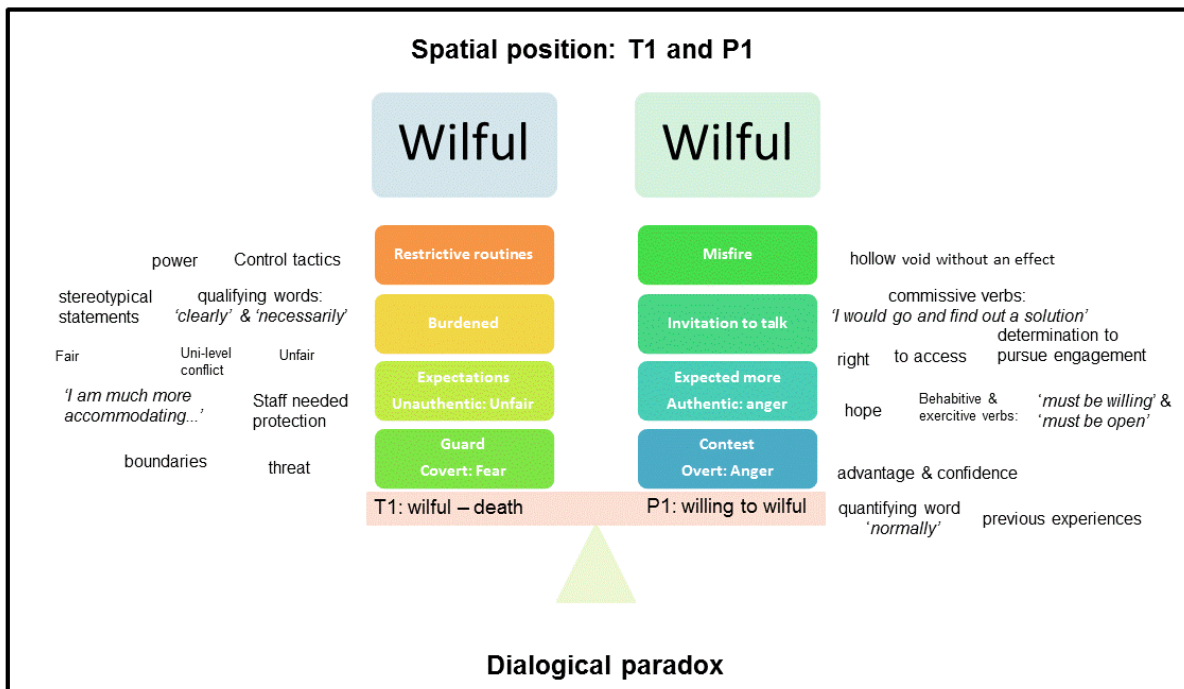 Spatial position: T1 and P1
Wilful
Wilful
power
Control tactics
Restrictive routines
Misfire
hollow void without an effect
stereotypical
statements
qualifying words:
‘clearly’ & ‘necessarily’
Burdened
Invitation to talk
commissive verbs:
‘I would go and find out a solution’
Fair
Uni-level
conflict
Unfair
right
to access
determination to
pursue engagement
‘I am much more
accommodating...’
Staff needed
protection
Expectations
Unauthentic: Unfair
Expected more
Authentic: anger
hope
Behabitive &
exercitive verbs:
‘must be willing’ &
‘must be open’
boundaries
threat
Guard
Covert: Fear
Contest
Overt: Anger
advantage & confidence
T1: wilful – death
P1: willing to wilful
quantifying word
‘normally’
previous experiences
Dialogical paradox